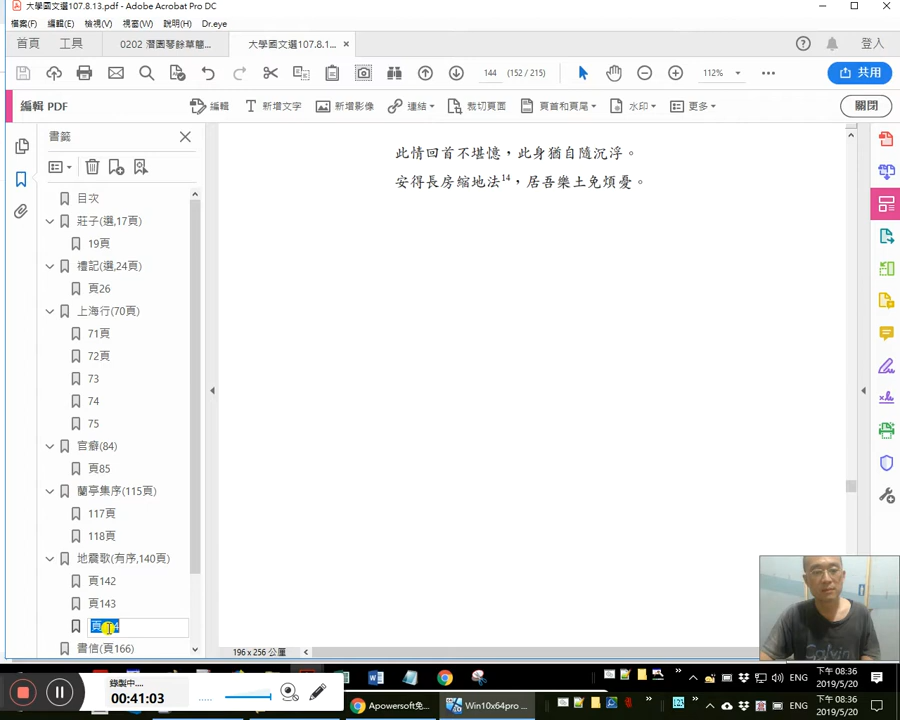 大學國文選107.8.13.pdf - Adobe Acrobat Pro DC
檔案(F) 編輯(E) 檢視(V) 視窗(W) 說明(H) Dr.eye
首頁 工具 0202 潛園琴餘草簡... 大學國文選107.8.1... × 登入
144 (152 / 215) 112% 共用
編輯 PDF 編輯 新增文字 新增影像 連結 裁切頁面 頁首和頁尾 水印 更多 關閉
書籤
目次
莊子(選,17頁)
19頁
禮記(選,24頁)
頁26
上海行(70頁)
71頁
72頁
73
74
75
官癖(84)
頁85
蘭亭集序(115頁)
117頁
118頁
地震歌(有序,140頁)
頁142
頁143
書信(頁166)
此情回首不堪憶，此身猶自隨沉浮。
安得長房縮地法14，居吾樂土免煩憂。
196 x 256 公厘
Calvin
錄製中....
00:41:03
ENG 下午 08:36
2019/5/20
Apowersoft免... Win10x64pro ... ENG 下午 08:36
2019/5/20